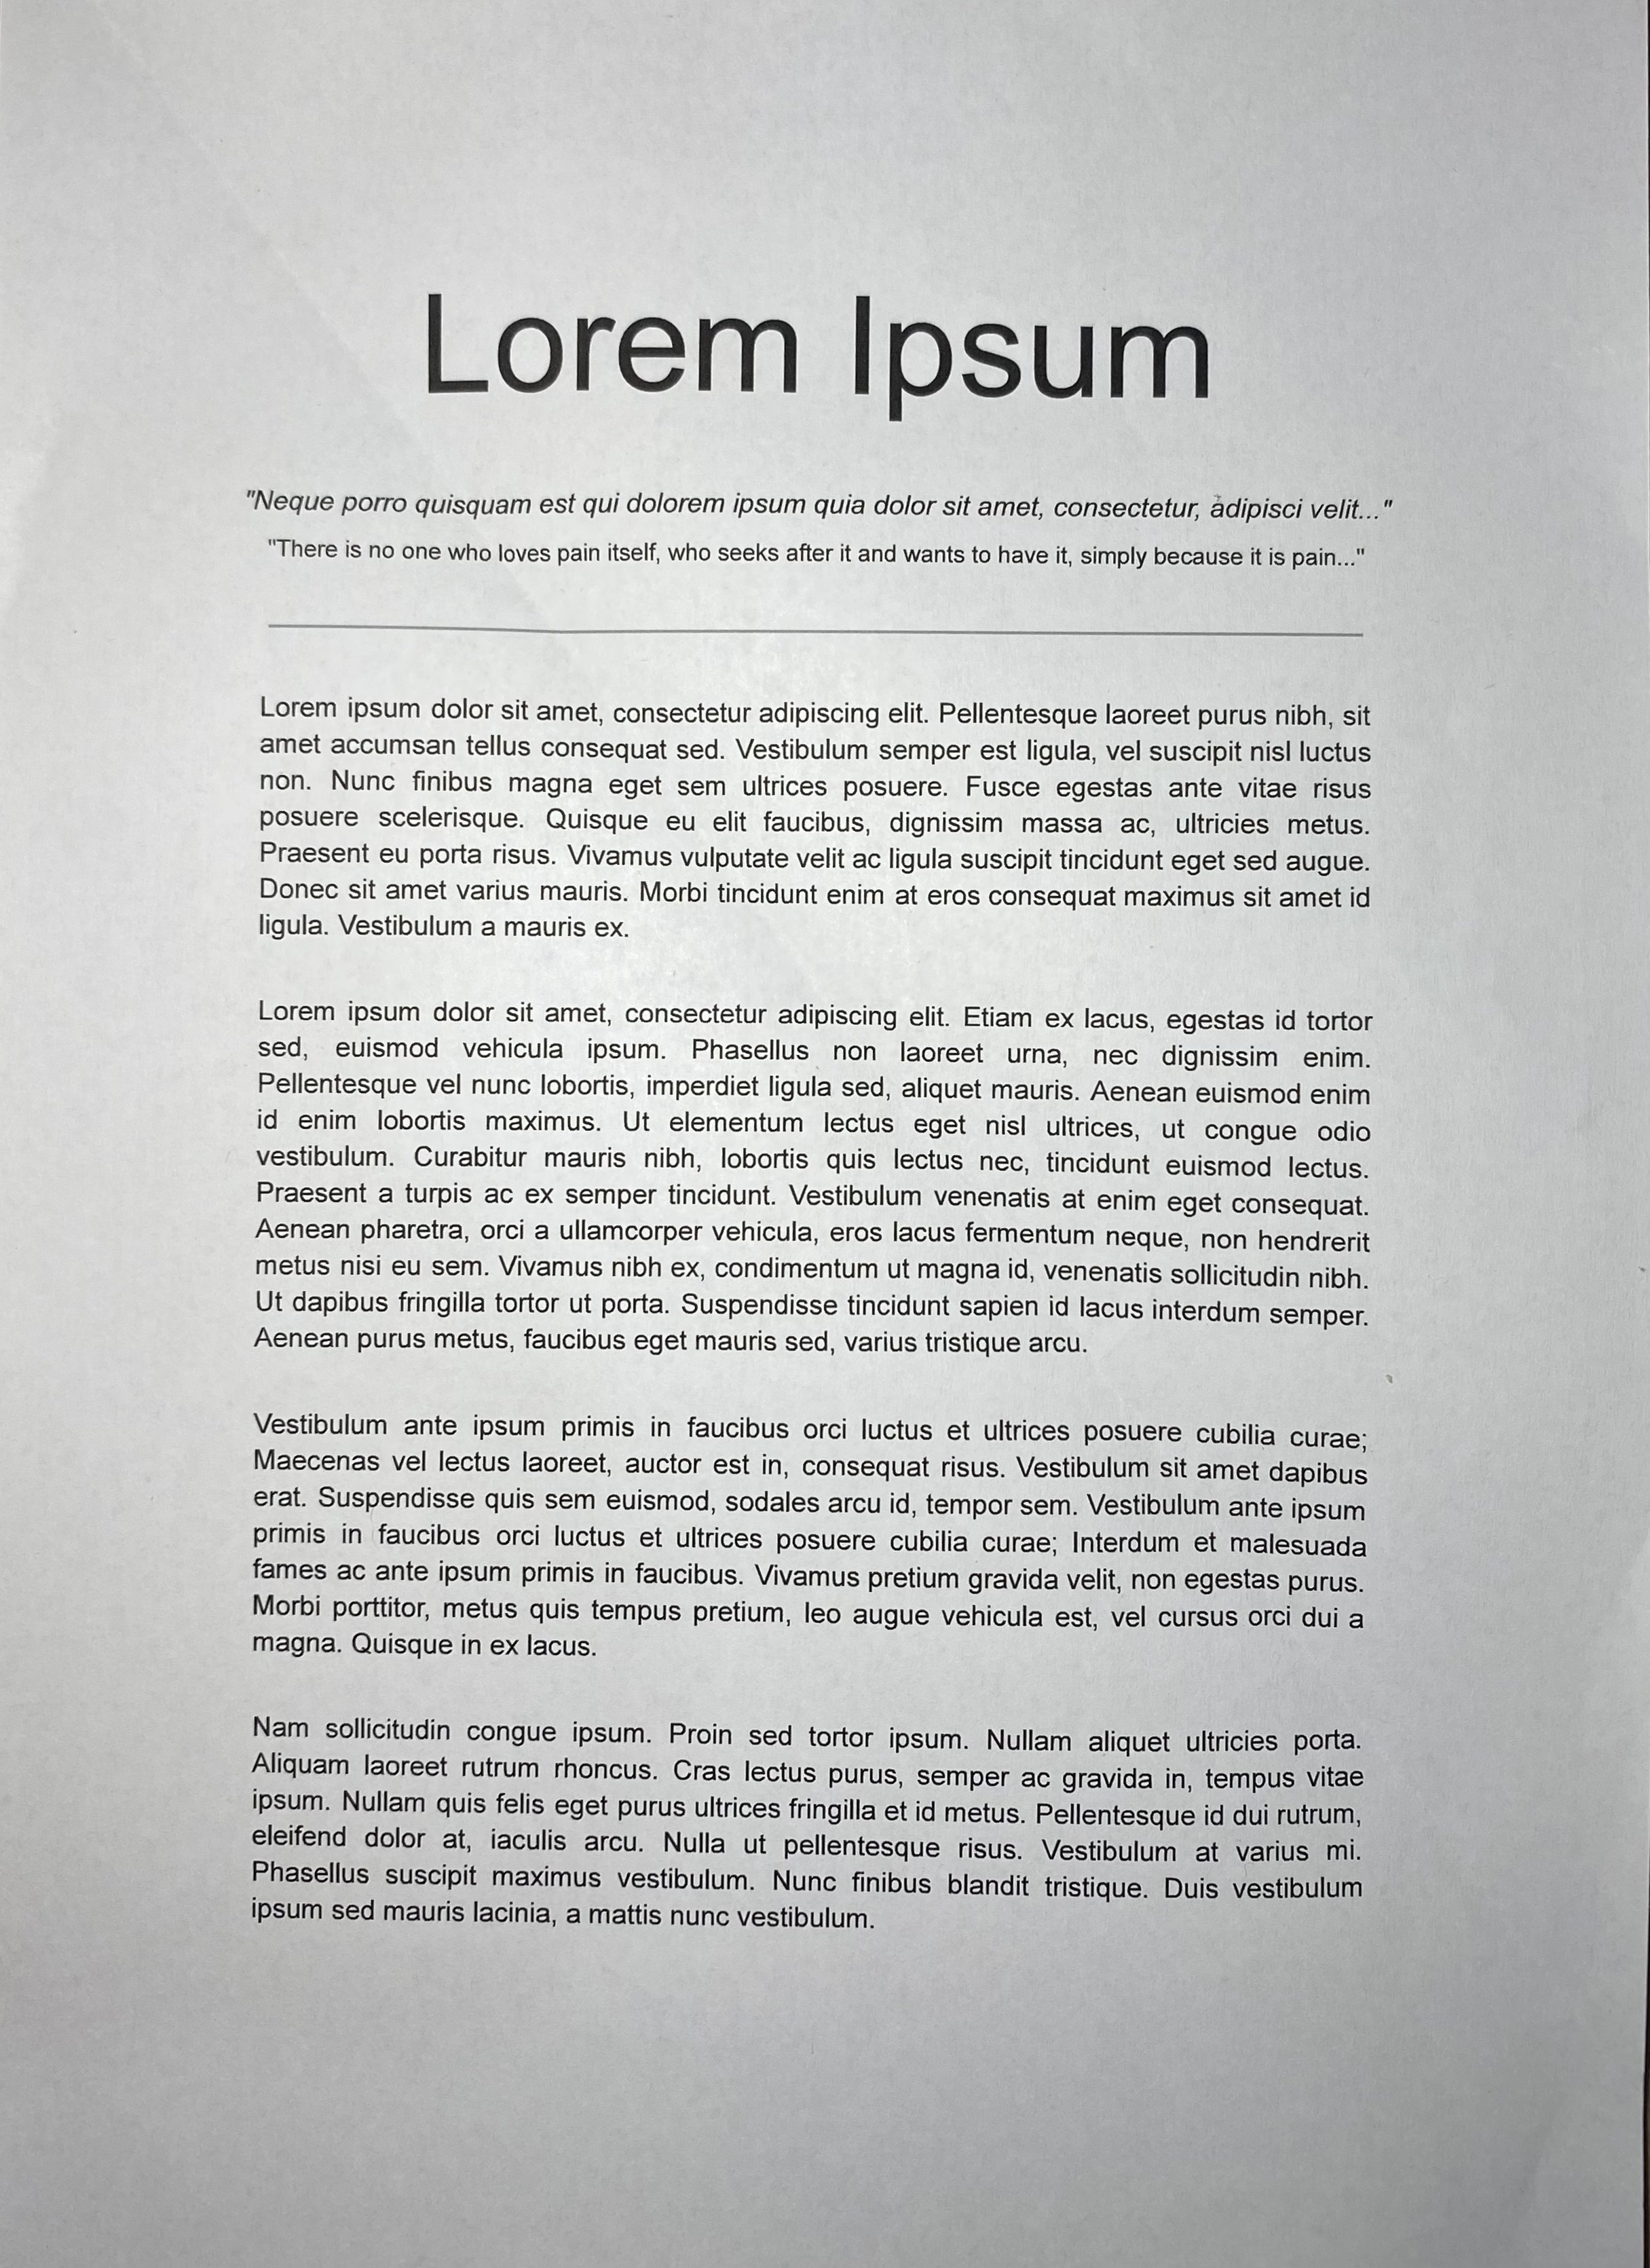 Lorem Ipsum
"Neque porro quisquam est qui dolorem ipsum quia dolor sit amet, consectetur, adipisci velit..."
"There is no one who loves pain itself, who seeks after it and wants to have it, simply because it is pain..."
Lorem ipsum dolor sit amet, consectetur adipiscing elit. Pellentesque laoreet purus nibh, sit
amet accumsan tellus consequat sed. Vestibulum semper est ligula, vel suscipit nisl luctus
non. Nunc finibus magna eget sem ultrices posuere. Fusce egestas ante vitae risus
posuere scelerisque. Quisque eu elit faucibus, dignissim massa ac, ultricies metus.
Praesent eu porta risus. Vivamus vulputate velit ac ligula suscipit tincidunt eget sed augue.
Donec sit amet varius mauris. Morbi tincidunt enim at eros consequat maximus sit amet id
ligula. Vestibulum a mauris ex.
Lorem ipsum dolor sit amet, consectetur adipiscing elit. Etiam ex lacus, egestas id tortor
sed, euismod vehicula ipsum. Phasellus non laoreet urna, nec dignissim enim.
Pellentesque vel nunc lobortis, imperdiet ligula sed, aliquet mauris. Aenean euismod enim
id enim lobortis maximus. Ut elementum lectus eget nisl ultrices, ut congue odio
vestibulum. Curabitur mauris nibh, lobortis quis lectus nec, tincidunt euismod lectus.
Praesent a turpis ac ex semper tincidunt. Vestibulum venenatis at enim eget consequat.
Aenean pharetra, orci a ullamcorper vehicula, eros lacus fermentum neque, non hendrerit
metus nisi eu sem. Vivamus nibh ex, condimentum ut magna id, venenatis sollicitudin nibh.
Ut dapibus fringilla tortor ut porta. Suspendisse tincidunt sapien id lacus interdum semper.
Aenean purus metus, faucibus eget mauris sed, varius tristique arcu.
Vestibulum ante ipsum primis in faucibus orci luctus et ultrices posuere cubilia curae;
Maecenas vel lectus laoreet, auctor est in, consequat risus. Vestibulum sit amet dapibus
erat. Suspendisse quis sem euismod, sodales arcu id, tempor sem. Vestibulum ante ipsum
primis in faucibus orci luctus et ultrices posuere cubilia curae; Interdum et malesuada
fames ac ante ipsum primis in faucibus. Vivamus pretium gravida velit, non egestas purus.
Morbi porttitor, metus quis tempus pretium, leo augue vehicula est, vel cursus orci dui a
magna. Quisque in ex lacus.
Nam sollicitudin congue ipsum. Proin sed tortor ipsum. Nullam aliquet ultricies porta.
Aliquam laoreet rutrum rhoncus. Cras lectus purus, semper ac gravida in, tempus vitae
ipsum. Nullam quis felis eget purus ultrices fringilla et id metus. Pellentesque id dui rutrum,
eleifend dolor at, iaculis arcu. Nulla ut pellentesque risus. Vestibulum at varius mi.
Phasellus suscipit maximus vestibulum. Nunc finibus blandit tristique. Duis vestibulum
ipsum sed mauris lacinia, a mattis nunc vestibulum.